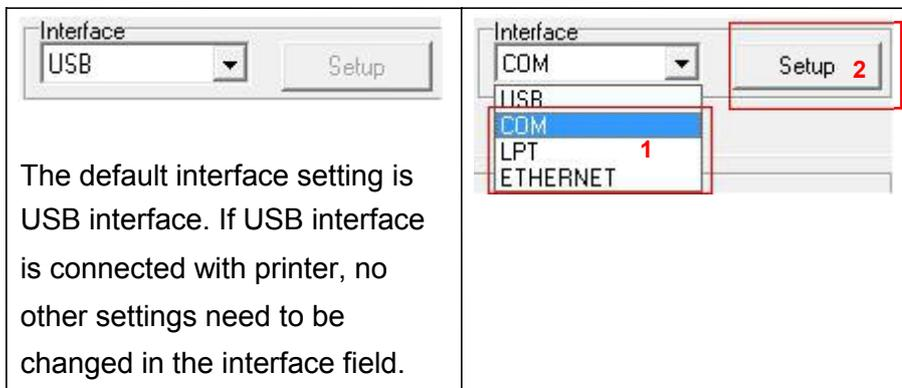 Interface
USB
Setup
The default interface setting is
USB interface. If USB interface
is connected with printer, no
other settings need to be
changed in the interface field.
Interface
COM
Setup 2
USB
COM
LPT 1
ETHERNET